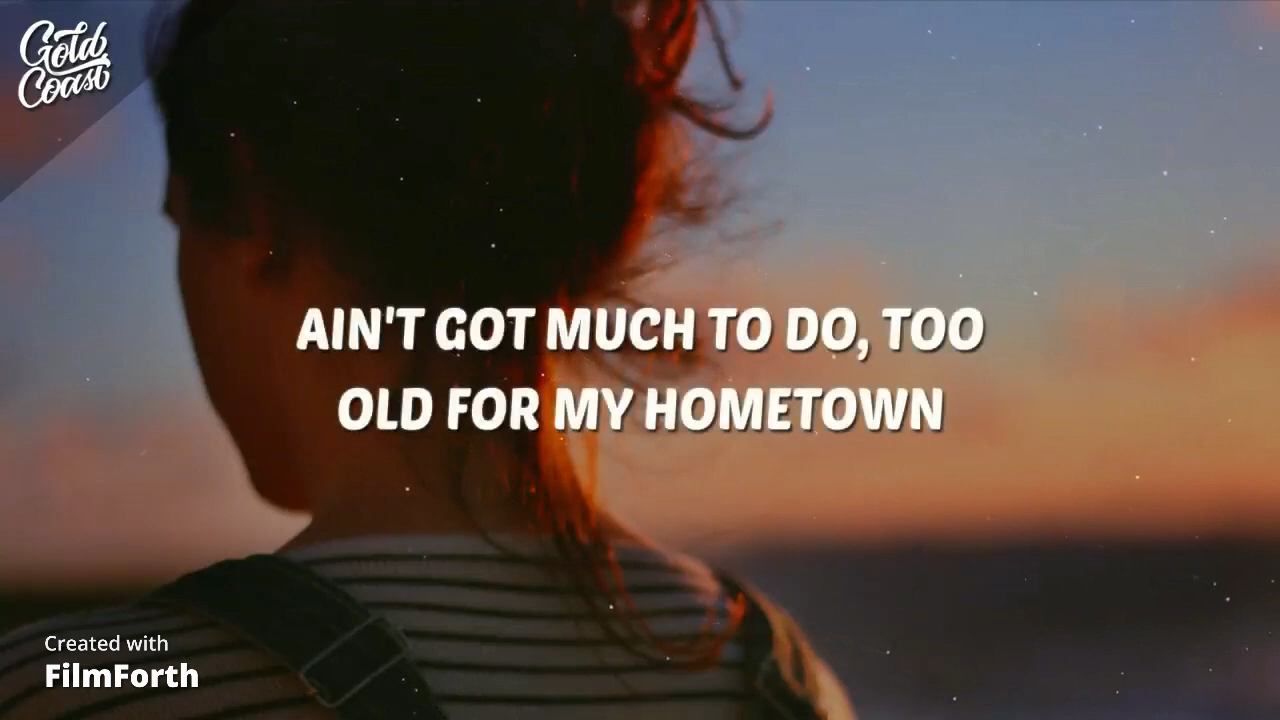 Gold
Coast
AIN'T GOT MUCH TO DO, TOO
OLD FOR MY HOMETOWN
Created with
FilmForth